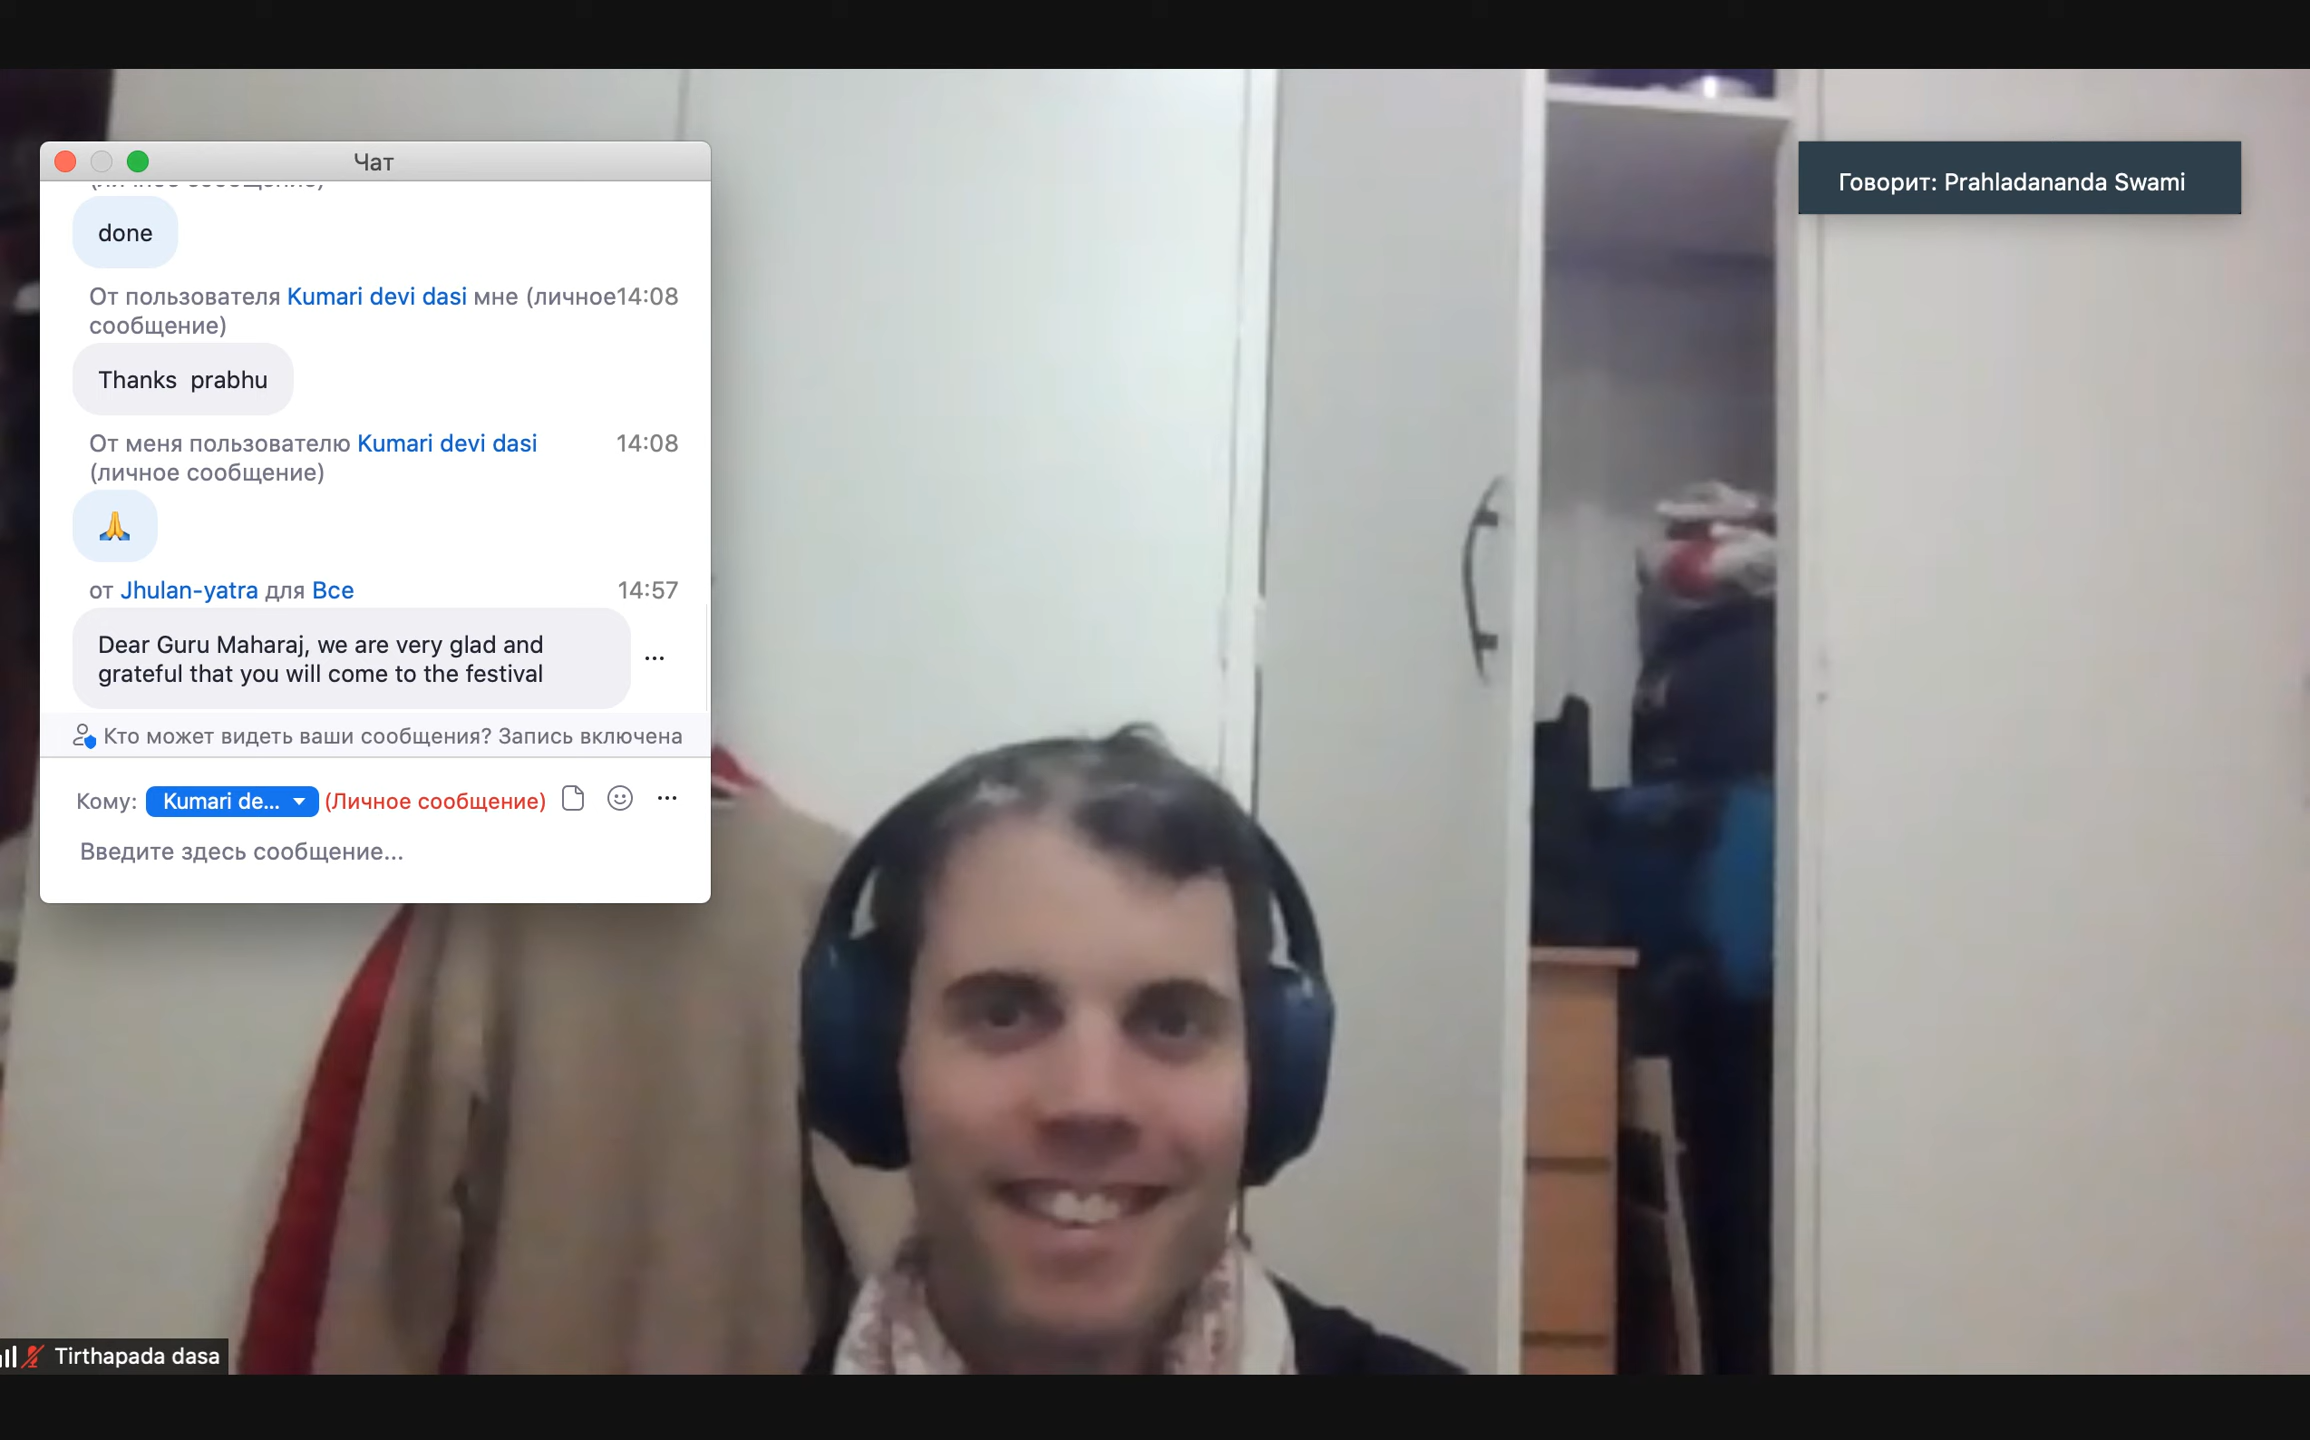 Чат
done
От пользователя Kumari devi dasi мне (личное 14:08
сообщение)
Thanks prabhu
От меня пользователю Kumari devi dasi 14:08
(личное сообщение)
🙏
от Jhulan-yatra для Все 14:57
Dear Guru Maharaj, we are very glad and
grateful that you will come to the festival
Кто может видеть ваши сообщения? Запись включена
Кому: Kumari de... (Личное сообщение)
Введите здесь сообщение...
Говорит: Prahladananda Swami
Tirthapada dasa